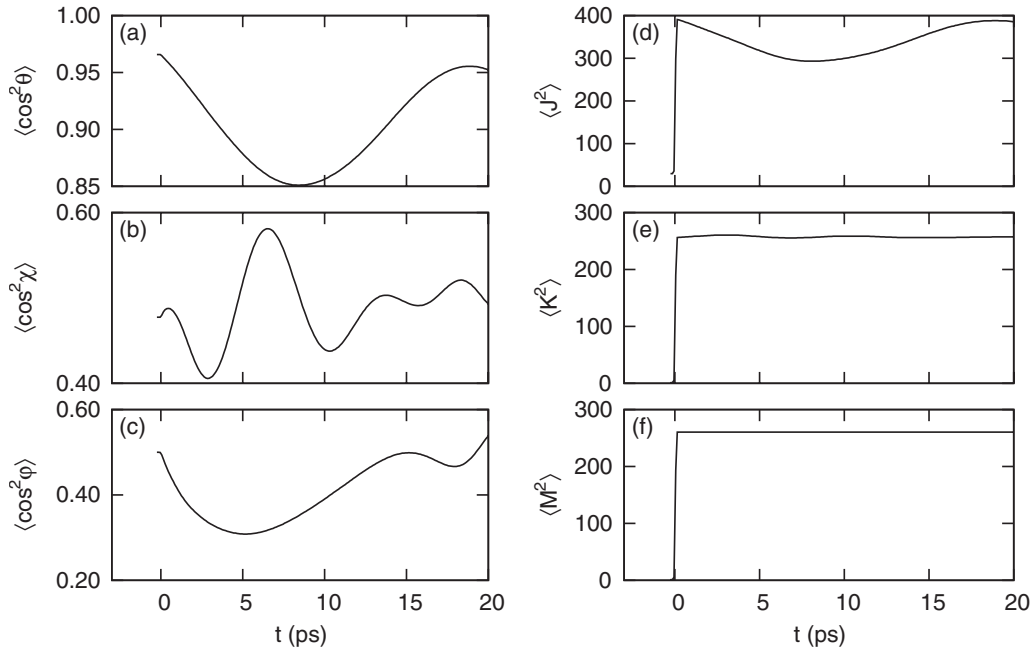 (a)
⟨cos²θ⟩
1.00
0.95
0.90
0.85
(b)
⟨cos²χ⟩
0.60
0.40
(c)
⟨cos²φ⟩
0.60
0.40
0.20
0 5 10 15 20
t (ps)
(d)
⟨J²⟩
400
300
200
100
0
(e)
⟨K²⟩
300
200
100
0
(f)
⟨M²⟩
300
200
100
0
0 5 10 15 20
t (ps)